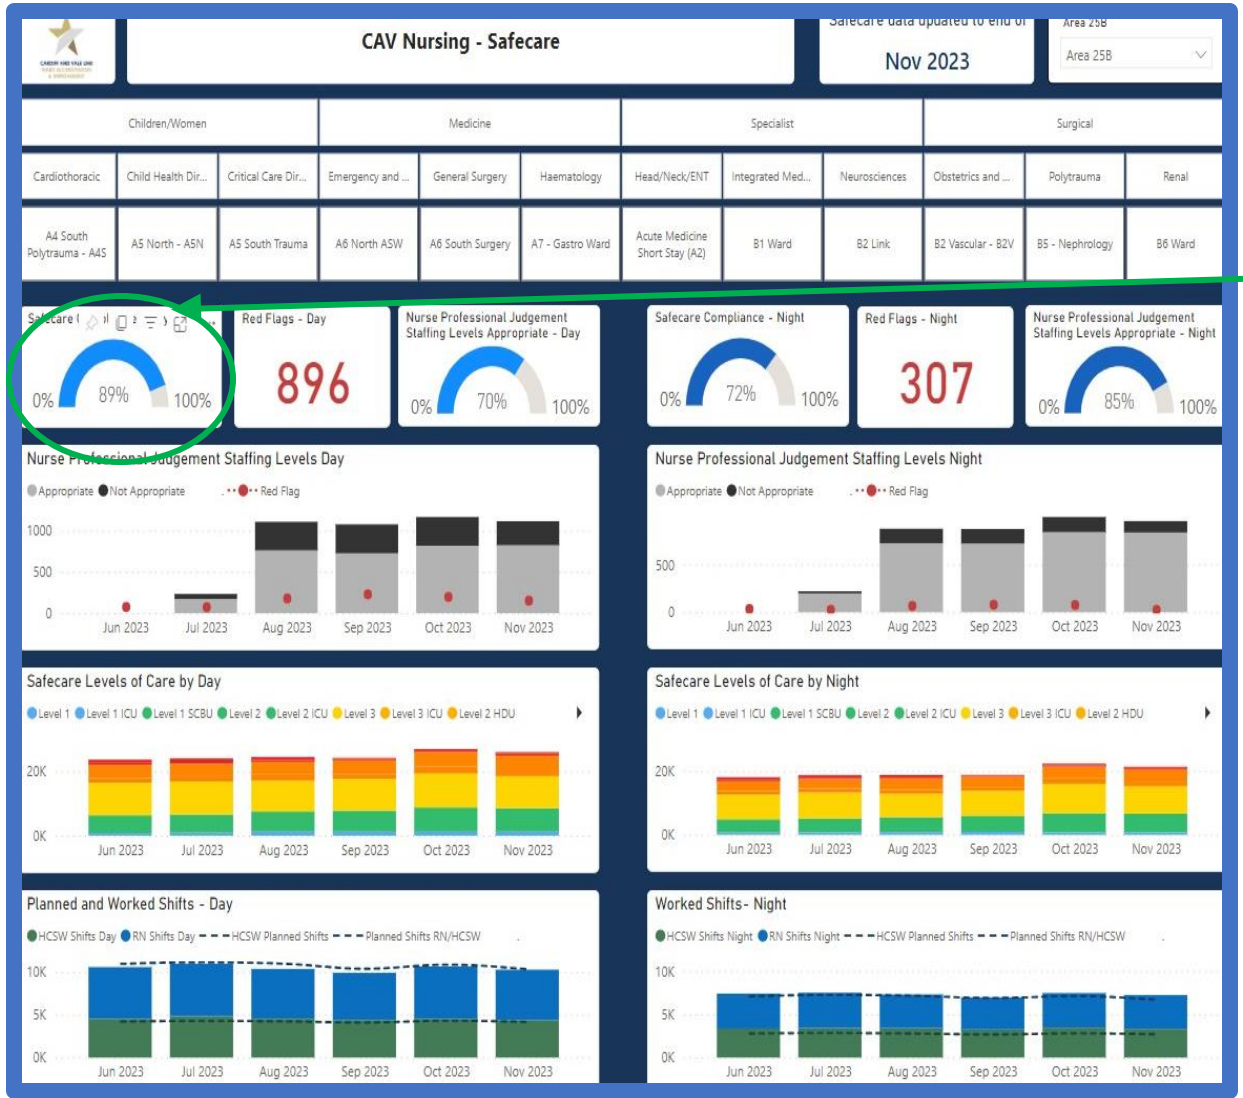 CARDIFF AND VALE UHB
CAV Nursing - Safecare
Safecare data updated to end of
Nov 2023
Area 25B
Area 25B
Children/Women
Medicine
Specialist
Surgical
Cardiothoracic
Child Health Dir...
Critical Care Dir...
Emergency and ...
General Surgery
Haematology
Head/Neck/ENT
Integrated Med...
Neurosciences
Obstetrics and ...
Polytrauma
Renal
A4 South
Polytrauma - A4S
A5 North - A5N
A5 South Trauma
A6 North ASW
A6 South Surgery
A7 - Gastro Ward
Acute Medicine
Short Stay (A2)
B1 Ward
B2 Link
B2 Vascular - B2V
B5 - Nephrology
B6 Ward
Safecare
0% 89% 100%
Red Flags - Day
896
Nurse Professional Judgement
Staffing Levels Appropriate - Day
0% 70% 100%
Safecare Compliance - Night
0% 72% 100%
Red Flags - Night
307
Nurse Professional Judgement
Staffing Levels Appropriate - Night
0% 85% 100%
Nurse Professional Judgement Staffing Levels Day
Appropriate Not Appropriate Red Flag
1000
500
0
Jun 2023 Jul 2023 Aug 2023 Sep 2023 Oct 2023 Nov 2023
Nurse Professional Judgement Staffing Levels Night
Appropriate Not Appropriate Red Flag
500
0
Jun 2023 Jul 2023 Aug 2023 Sep 2023 Oct 2023 Nov 2023
Safecare Levels of Care by Day
Level 1 Level 1 ICU Level 1 SCBU Level 2 Level 2 ICU Level 3 Level 3 ICU Level 2 HDU
20K
0K
Jun 2023 Jul 2023 Aug 2023 Sep 2023 Oct 2023 Nov 2023
Safecare Levels of Care by Night
Level 1 Level 1 ICU Level 1 SCBU Level 2 Level 2 ICU Level 3 Level 3 ICU Level 2 HDU
20K
0K
Jun 2023 Jul 2023 Aug 2023 Sep 2023 Oct 2023 Nov 2023
Planned and Worked Shifts - Day
HCSW Shifts Day RN Shifts Day HCSW Planned Shifts Planned Shifts RN/HCSW
10K
5K
0K
Jun 2023 Jul 2023 Aug 2023 Sep 2023 Oct 2023 Nov 2023
Worked Shifts- Night
HCSW Shifts Night RN Shifts Night HCSW Planned Shifts Planned Shifts RN/HCSW
10K
5K
0K
Jun 2023 Jul 2023 Aug 2023 Sep 2023 Oct 2023 Nov 2023